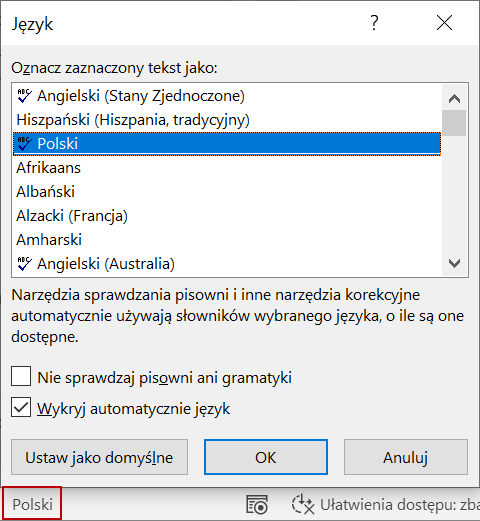 Język
?
Oznacz zaznaczony tekst jako:
Angielski (Stany Zjednoczone)
Hiszpański (Hiszpania, tradycyjny)
Polski
Afrikaans
Albański
Alzacki (Francja)
Amharski
Angielski (Australia)
Narzędzia sprawdzania pisowni i inne narzędzia korekcyjne
automatycznie używają słowników wybranego języka, o ile są one
dostępne.
Nie sprawdzaj pisowni ani gramatyki
Wykryj automatycznie język
Ustaw jako domyślne OK Anuluj
Polski Ułatwienia dostępu: zba